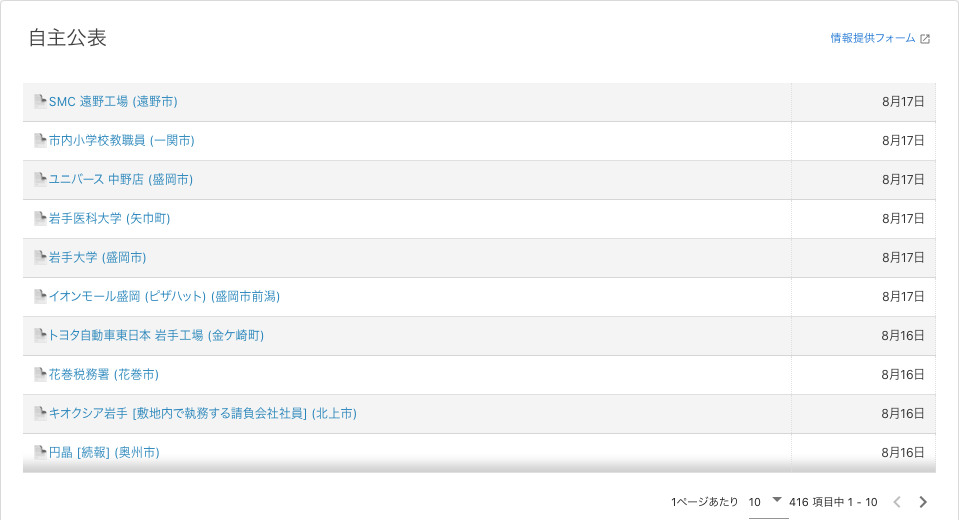 自主公表
情報提供フォーム
SMC 遠野工場 (遠野市) 8月17日
市内小学校教職員 (一関市) 8月17日
ユニバース 中野店 (盛岡市) 8月17日
岩手医科大学 (矢巾町) 8月17日
岩手大学 (盛岡市) 8月17日
イオンモール盛岡 (ピザハット) (盛岡市前潟) 8月17日
トヨタ自動車東日本 岩手工場 (金ケ崎町) 8月16日
花巻税務署 (花巻市) 8月16日
キオクシア岩手 [敷地内で執務する請負会社社員] (北上市) 8月16日
円晶 [続報] (奥州市) 8月16日
1ページあたり 10 416 項目中 1 - 10